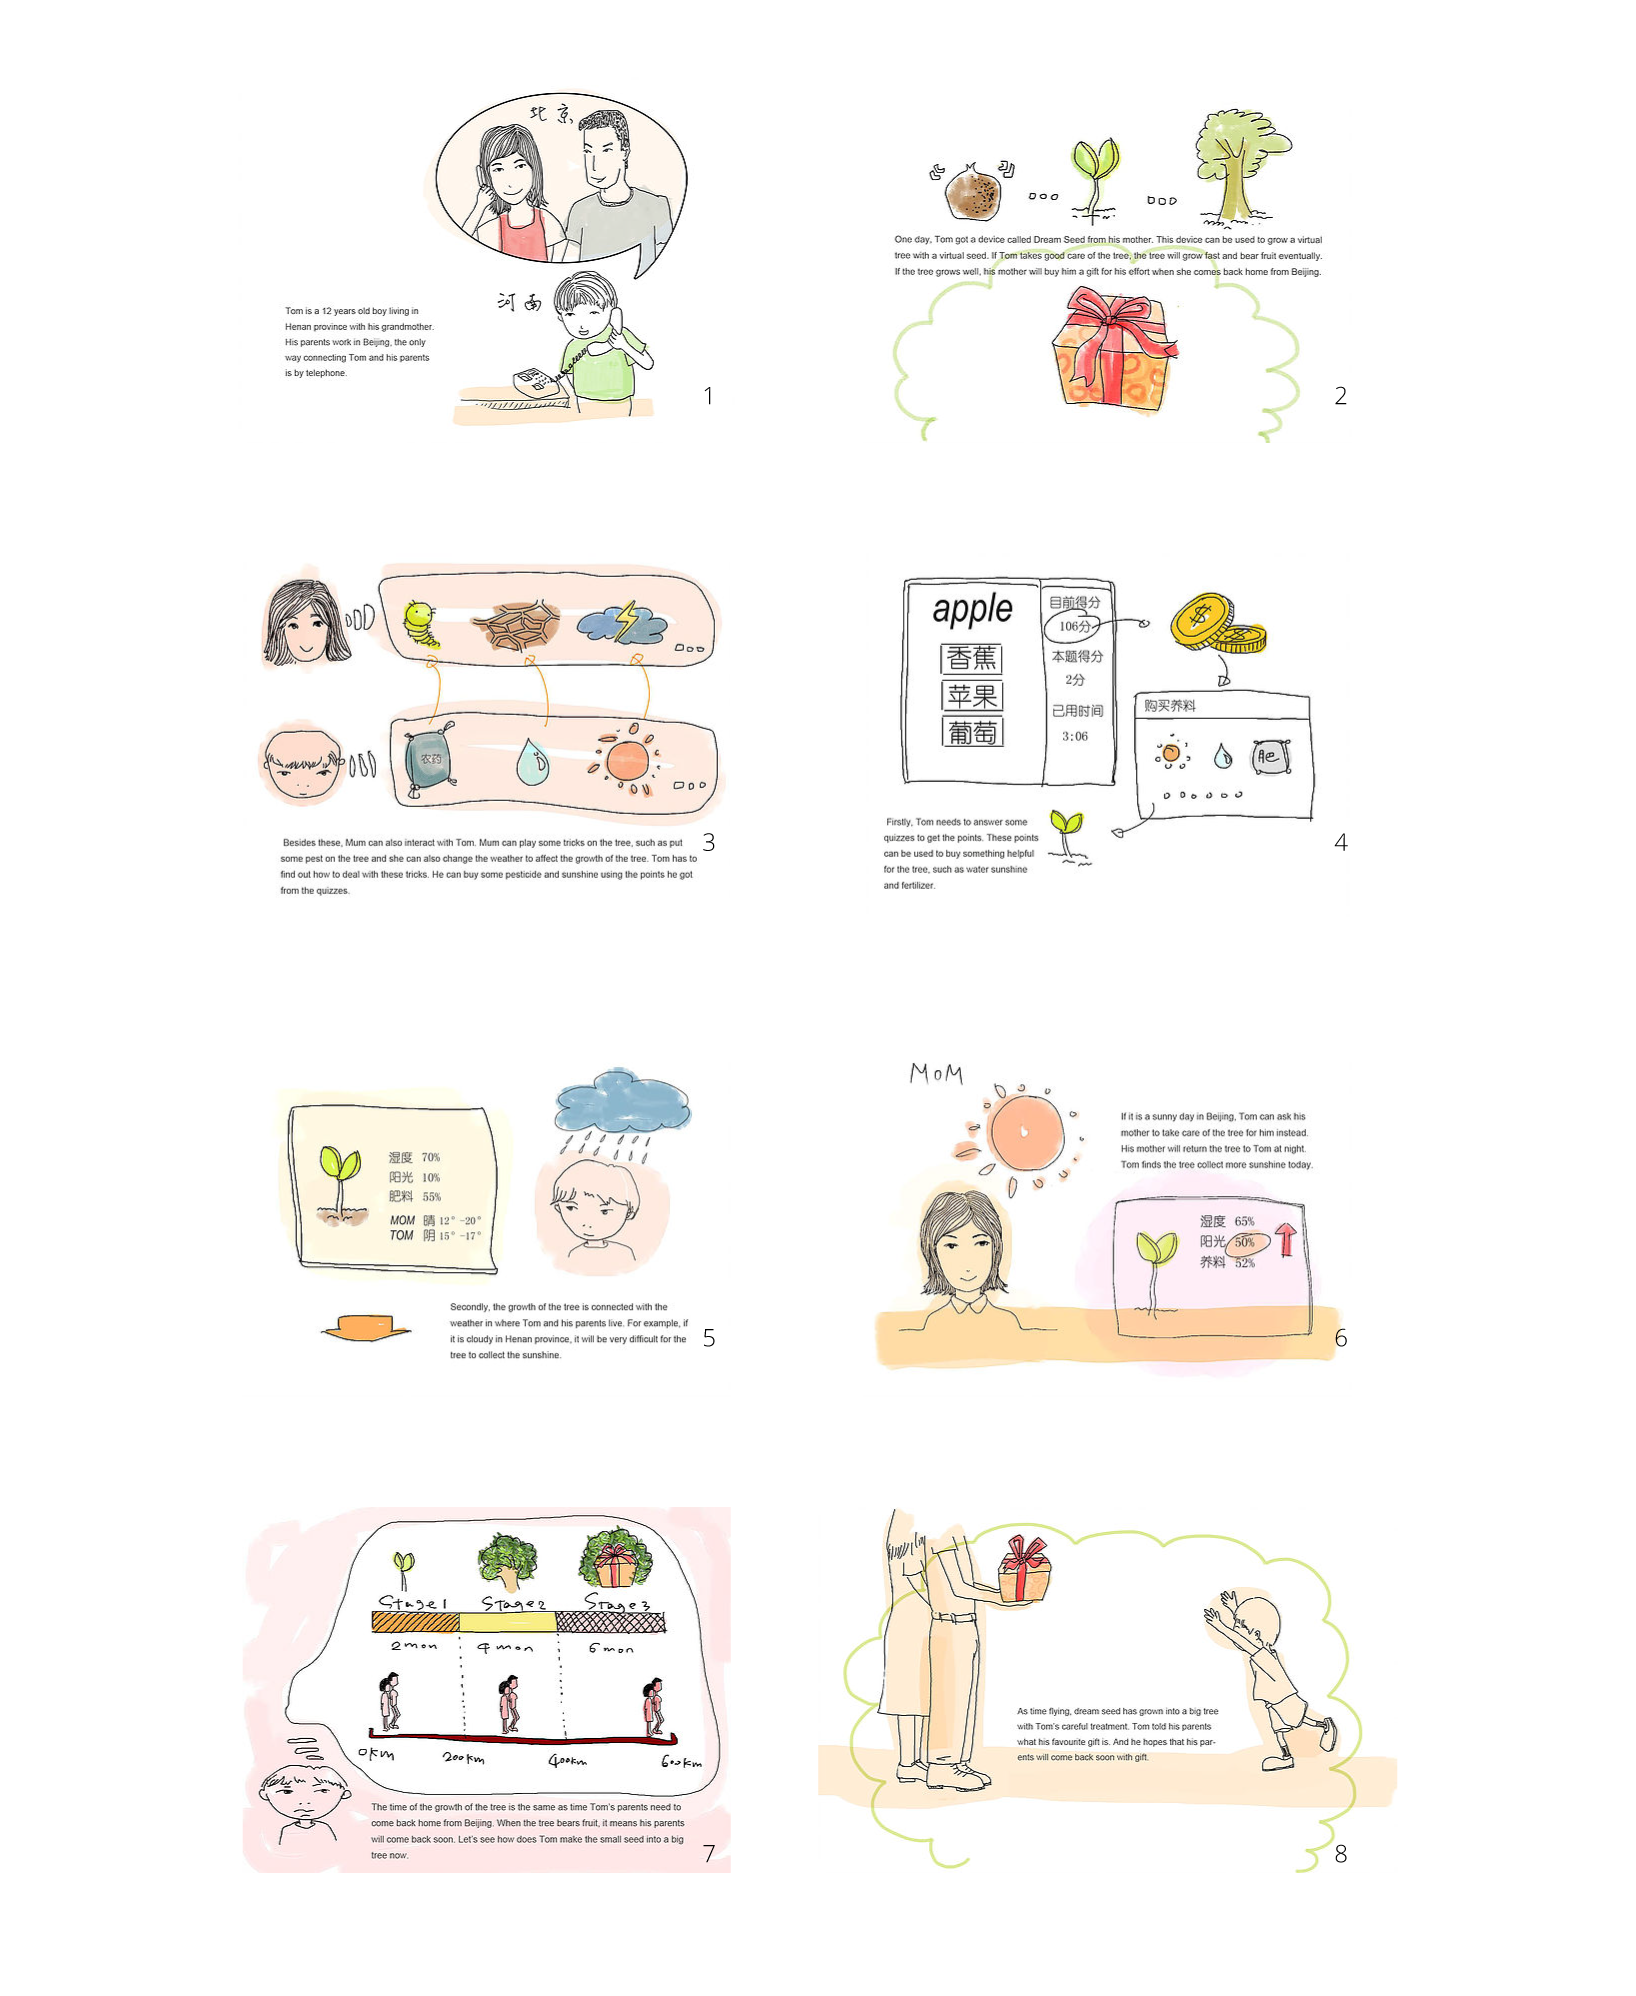 北京
河南
Tom is a 12 years old boy living in
Henan province with his grandmother.
His parents work in Beijing, the only
way connecting Tom and his parents
is by telephone.
1
One day, Tom got a device called Dream Seed from his mother. This device can be used to grow a virtual
tree with a virtual seed. If Tom takes good care of the tree, the tree will grow fast and bear fruit eventually.
If the tree grows well, his mother will buy him a gift for his effort when she comes back home from Beijing.
2
农药
Besides these, Mum can also interact with Tom. Mum can play some tricks on the tree, such as put
some pest on the tree and she can also change the weather to affect the growth of the tree. Tom has to
find out how to deal with these tricks. He can buy some pesticide and sunshine using the points he got
from the quizzes.
3
apple
香蕉
苹果
葡萄
目前得分
106分
本题得分
2分
已用时间
3:06
$
$
购买养料
肥
Firstly, Tom needs to answer some
quizzes to get the points. These points
can be used to buy something helpful
for the tree, such as water sunshine
and fertilizer.
4
湿度 70%
阳光 10%
肥料 55%
MOM 晴 12° -20°
TOM 阴 15° -17°
Secondly, the growth of the tree is connected with the
weather in where Tom and his parents live. For example, if
it is cloudy in Henan province, it will be very difficult for the
tree to collect the sunshine.
5
MOM
If it is a sunny day in Beijing, Tom can ask his
mother to take care of the tree for him instead.
His mother will return the tree to Tom at night.
Tom finds the tree collect more sunshine today.
湿度 65%
阳光 50%
养料 52%
6
Stage1 Stage2 Stage3
2mon 4mon 6mon
0km 200km 400km 600km
The time of the growth of the tree is the same as time Tom's parents need to
come back home from Beijing. When the tree bears fruit, it means his parents
will come back soon. Let's see how does Tom make the small seed into a big
tree now.
7
As time flying, dream seed has grown into a big tree
with Tom's careful treatment. Tom told his parents
what his favourite gift is. And he hopes that his par-
ents will come back soon with gift.
8